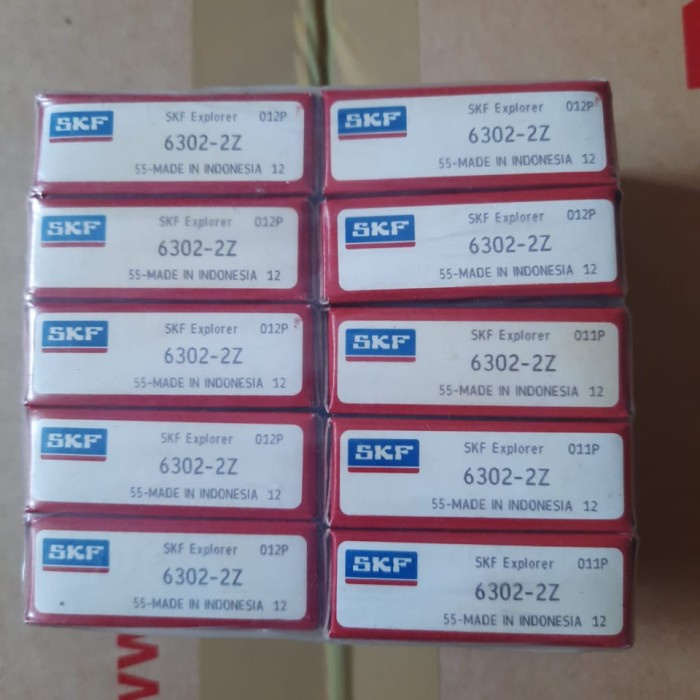 SKF SKF Explorer 012P
6302-2Z
55-MADE IN INDONESIA 12
SKF SKF Explorer 012P
6302-2Z
55-MADE IN INDONESIA 12
SKF SKF Explorer 012P
6302-2Z
55-MADE IN INDONESIA 12
SKF SKF Explorer 012P
6302-2Z
55-MADE IN INDONESIA 12
SKF SKF Explorer 012P
6302-2Z
55-MADE IN INDONESIA 12
SKF SKF Explorer 011P
6302-2Z
55-MADE IN INDONESIA 12
SKF SKF Explorer 012P
6302-2Z
55-MADE IN INDONESIA 12
SKF SKF Explorer 011P
6302-2Z
55-MADE IN INDONESIA 12
SKF SKF Explorer 012P
6302-2Z
55-MADE IN INDONESIA 12
SKF SKF Explorer 011P
6302-2Z
55-MADE IN INDONESIA 12